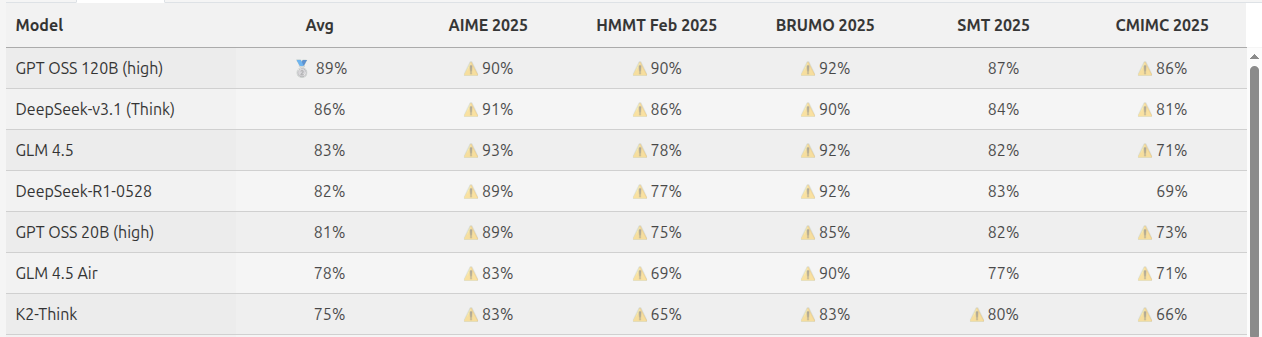 Model Avg AIME 2025 HMMT Feb 2025 BRUMO 2025 SMT 2025 CMIMC 2025
GPT OSS 120B (high) 🥈 89% ⚠️ 90% ⚠️ 90% ⚠️ 92% 87% ⚠️ 86%
DeepSeek-v3.1 (Think) 86% ⚠️ 91% ⚠️ 86% ⚠️ 90% 84% ⚠️ 81%
GLM 4.5 83% ⚠️ 93% ⚠️ 78% ⚠️ 92% 82% ⚠️ 71%
DeepSeek-R1-0528 82% ⚠️ 89% ⚠️ 77% ⚠️ 92% 83% 69%
GPT OSS 20B (high) 81% ⚠️ 89% ⚠️ 75% ⚠️ 85% 82% ⚠️ 73%
GLM 4.5 Air 78% ⚠️ 83% ⚠️ 69% ⚠️ 90% 77% ⚠️ 71%
K2-Think 75% ⚠️ 83% ⚠️ 65% ⚠️ 83% ⚠️ 80% ⚠️ 66%